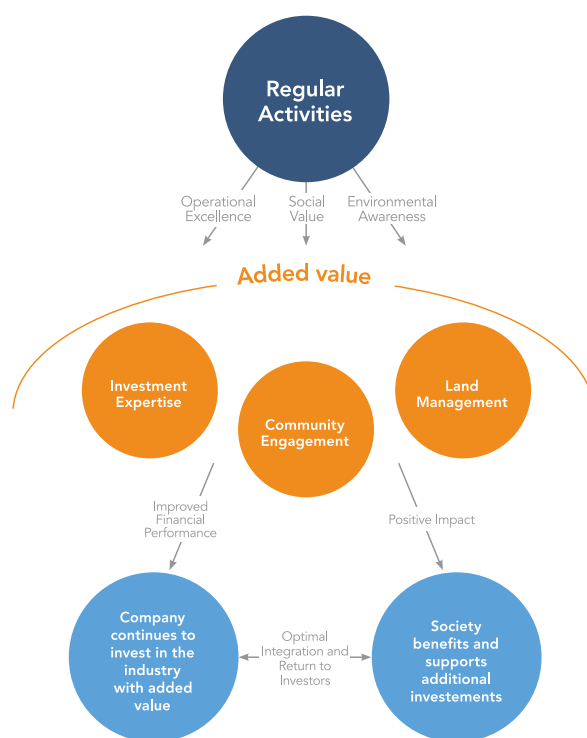 Regular
Activities
Operational
Excellence
Social
Value
Environmental
Awareness
Added value
Investment
Expertise
Community
Engagement
Land
Management
Improved
Financial
Performance
Positive Impact
Company
continues to
invest in the
industry
with added
value
Optimal
Integration and
Return to
Investors
Society
benefits and
supports
additional
investements